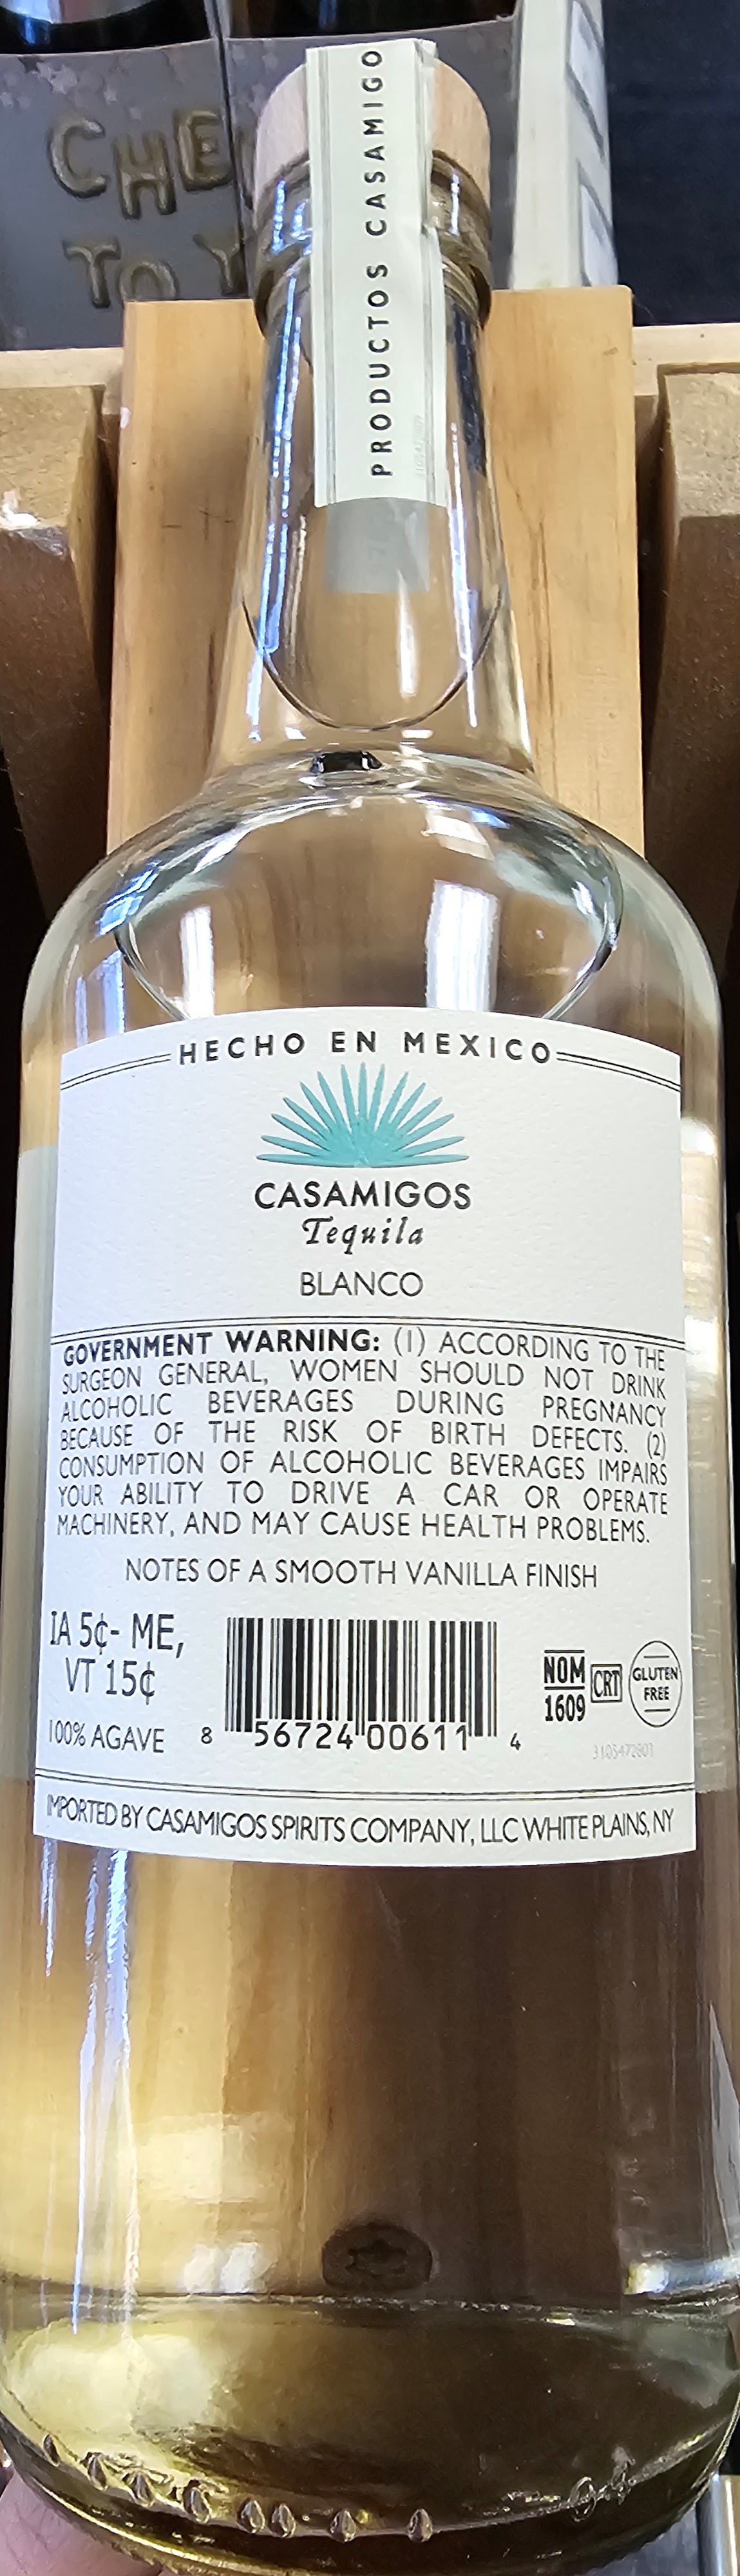 CHE
TO
PRODUCTOS CASAMIGO
HECHO EN MEXICO
CASAMIGOS
Tequila
BLANCO
GOVERNMENT WARNING: (1) ACCORDING TO THE
SURGEON GENERAL, WOMEN SHOULD NOT DRINK
ALCOHOLIC BEVERAGES DURING PREGNANCY
BECAUSE OF THE RISK OF BIRTH DEFECTS. (2)
CONSUMPTION OF ALCOHOLIC BEVERAGES IMPAIRS
YOUR ABILITY TO DRIVE A CAR OR OPERATE
MACHINERY, AND MAY CAUSE HEALTH PROBLEMS.
NOTES OF A SMOOTH VANILLA FINISH
IA 5¢- ME,
VT 15¢
100% AGAVE
8 56724 00611 4
NOM
1609
CRT
GLUTEN
FREE
IMPORTED BY CASAMIGOS SPIRITS COMPANY, LLC WHITE PLAINS, NY